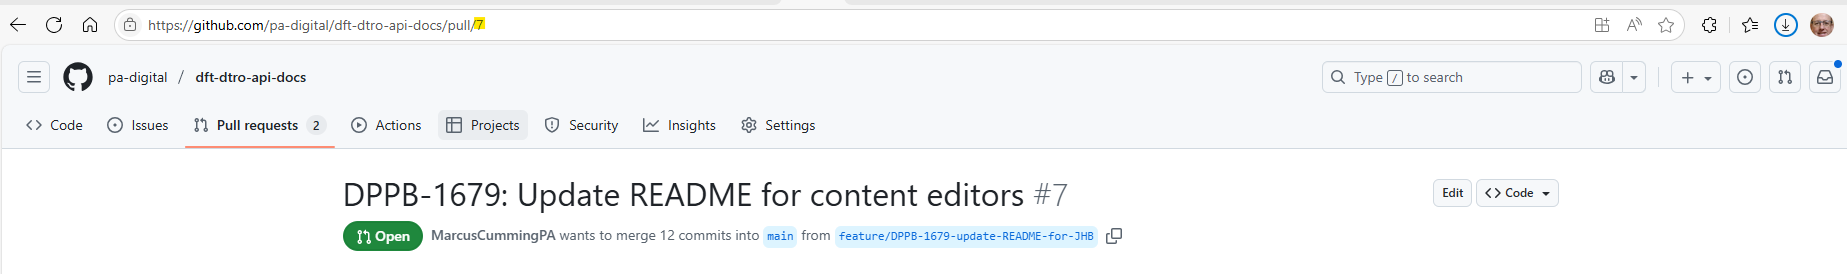 https://github.com/pa-digital/dft-dtro-api-docs/pull/7
pa-digital / dft-dtro-api-docs
Type / to search
Code Issues Pull requests 2 Actions Projects Security Insights Settings
DPPB-1679: Update README for content editors #7
Edit Code
Open MarcusCummingPA wants to merge 12 commits into main from feature/DPPB-1679-update-README-for-JHB